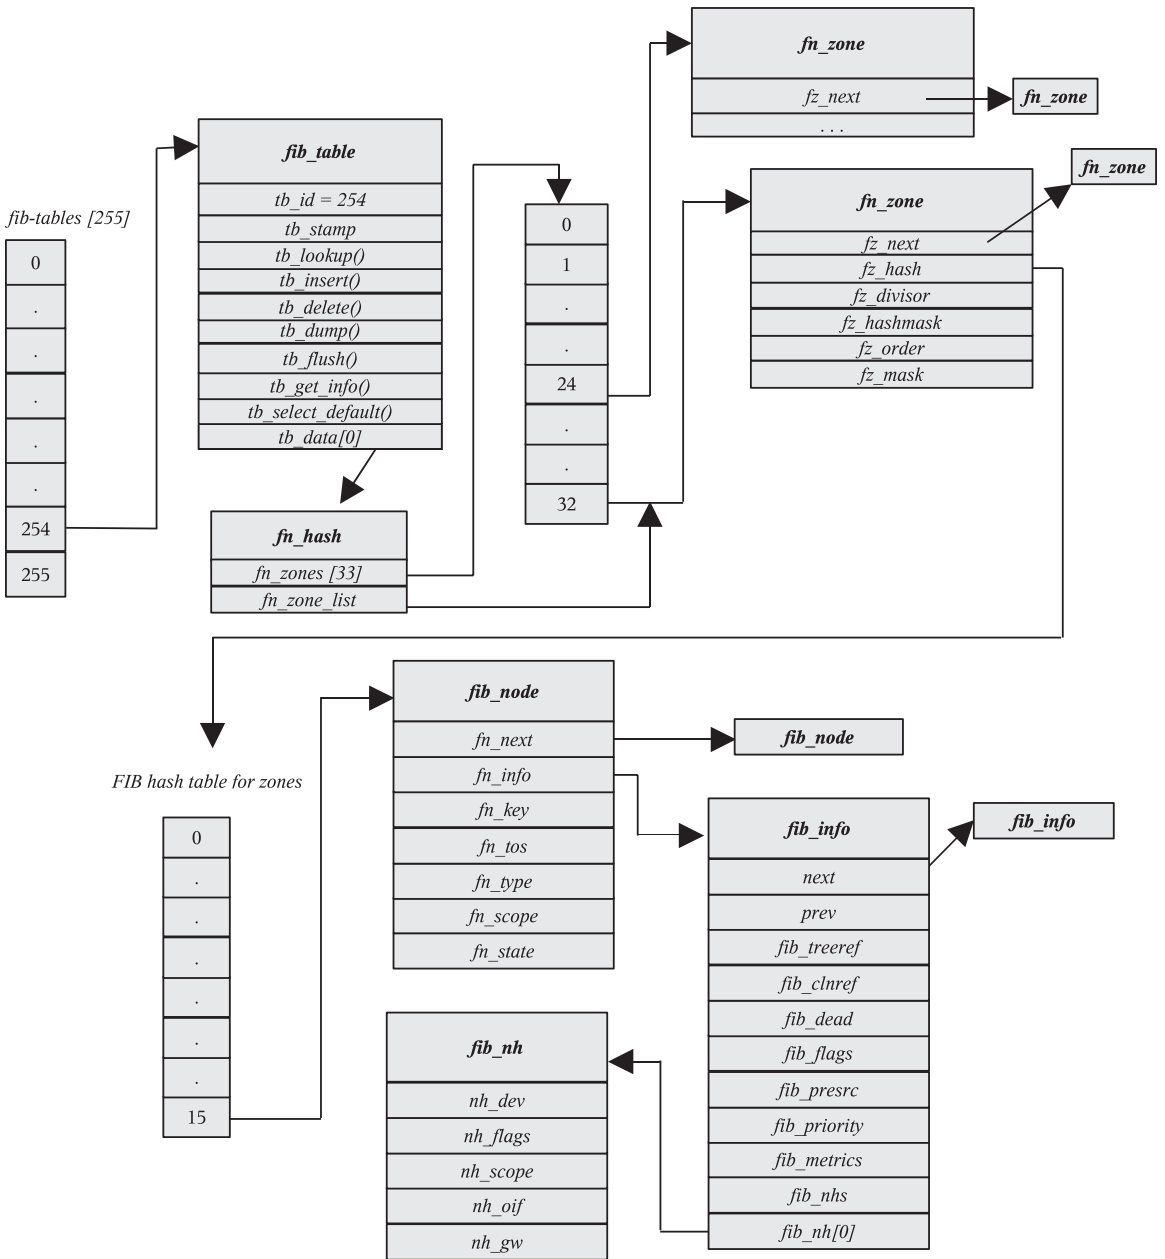 fn_zone
fz_next
. . .
fn_zone
fib_table
tb_id = 254
tb_stamp
tb_lookup()
tb_insert()
tb_delete()
tb_dump()
tb_flush()
tb_get_info()
tb_select_default()
tb_data[0]
fib-tables [255]
0
.
.
.
.
.
254
255
0
1
.
.
24
.
.
32
fn_zone
fz_next
fz_hash
fz_divisor
fz_hashmask
fz_order
fz_mask
fn_zone
fn_hash
fn_zones [33]
fn_zone_list
FIB hash table for zones
0
.
.
.
.
.
.
15
fib_node
fn_next
fn_info
fn_key
fn_tos
fn_type
fn_scope
fn_state
fib_node
fib_info
next
prev
fib_treeref
fib_clnref
fib_dead
fib_flags
fib_presrc
fib_priority
fib_metrics
fib_nhs
fib_nh[0]
fib_info
fib_nh
nh_dev
nh_flags
nh_scope
nh_oif
nh_gw